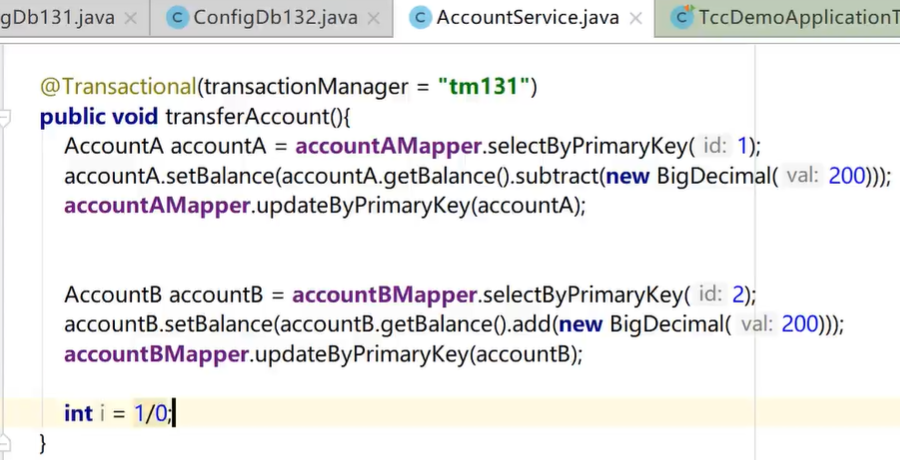 gDb131.java × ConfigDb132.java × AccountService.java × TccDemoApplicationT
@Transactional(transactionManager = "tm131")
public void transferAccount(){
AccountA accountA = accountAMapper.selectByPrimaryKey( id: 1);
accountA.setBalance(accountA.getBalance().subtract(new BigDecimal( val: 200)));
accountAMapper.updateByPrimaryKey(accountA);
AccountB accountB = accountBMapper.selectByPrimaryKey( id: 2);
accountB.setBalance(accountB.getBalance().add(new BigDecimal( val: 200)));
accountBMapper.updateByPrimaryKey(accountB);
int i = 1/0;
}